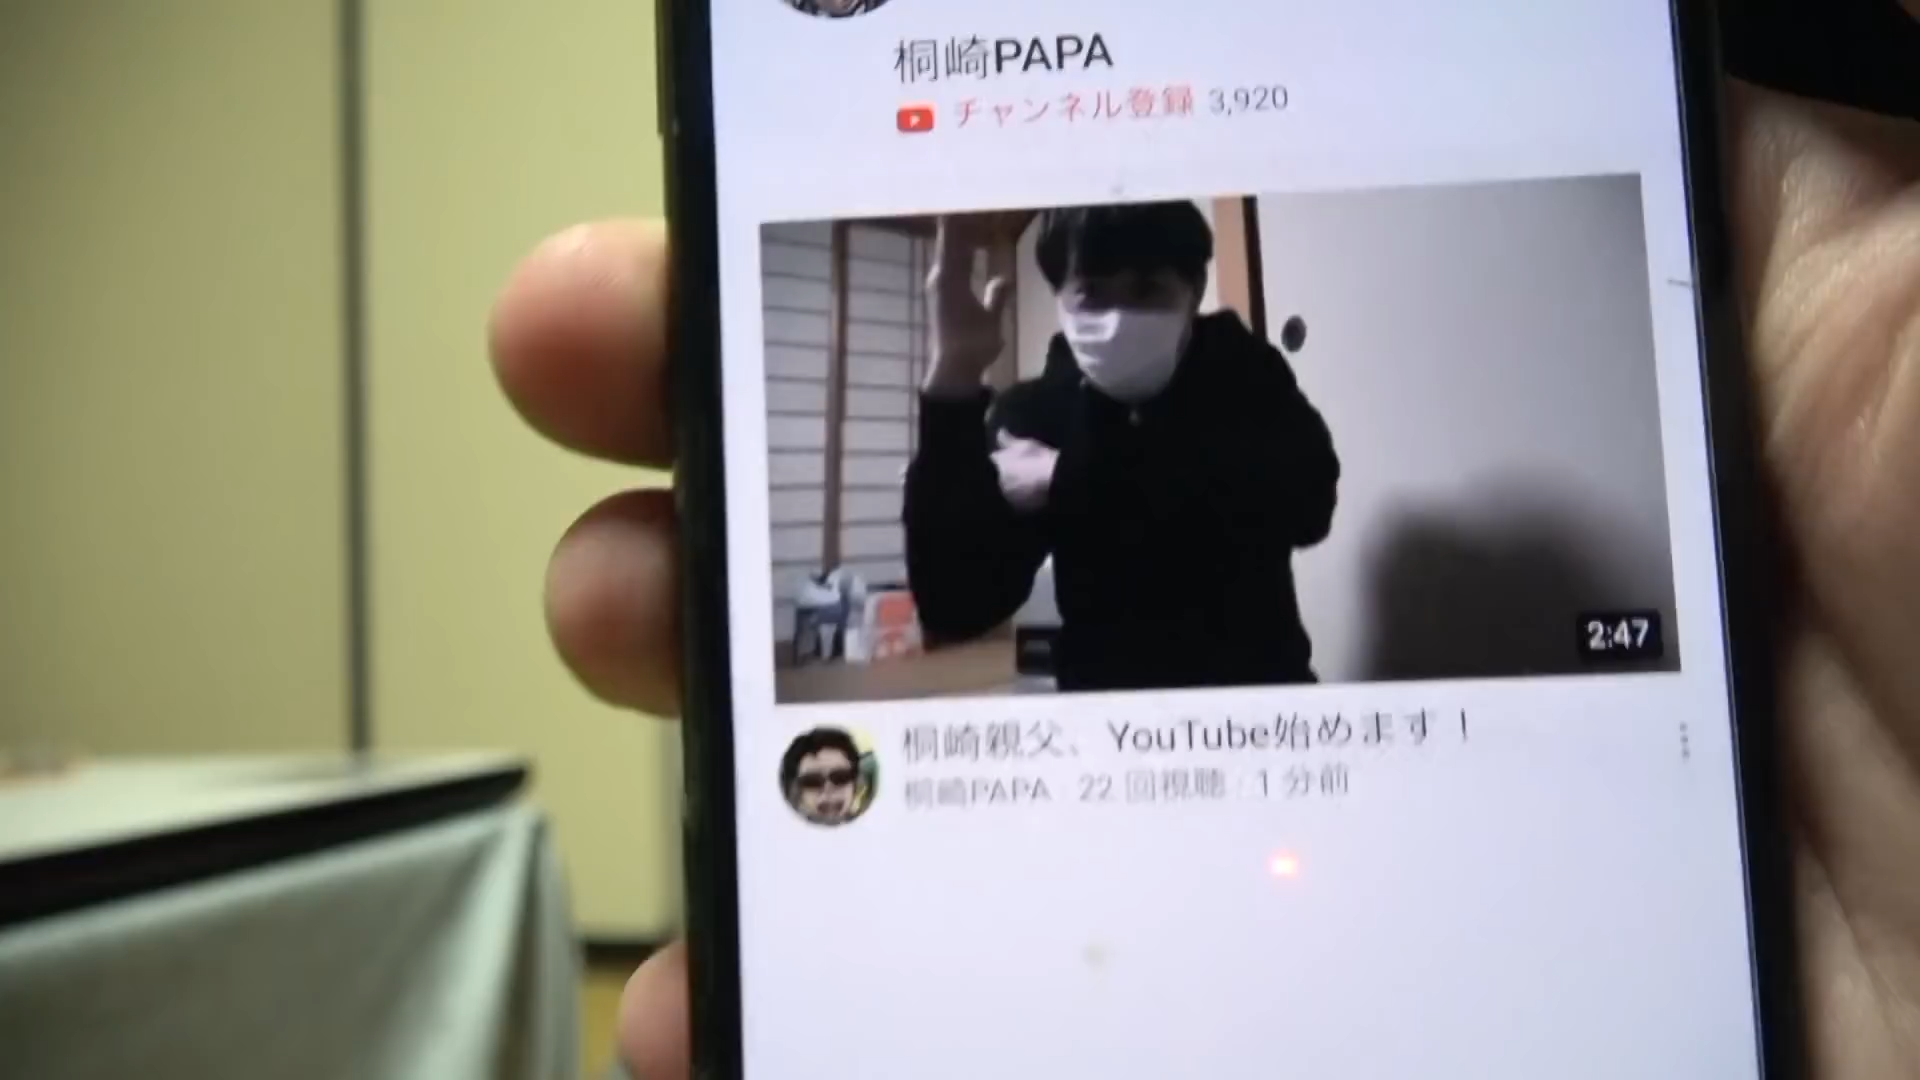 桐崎PAPA
チャンネル登録 3,920
2:47
桐崎親父、YouTube始めます！
桐崎PAPA · 22 回視聴 · 1 分前